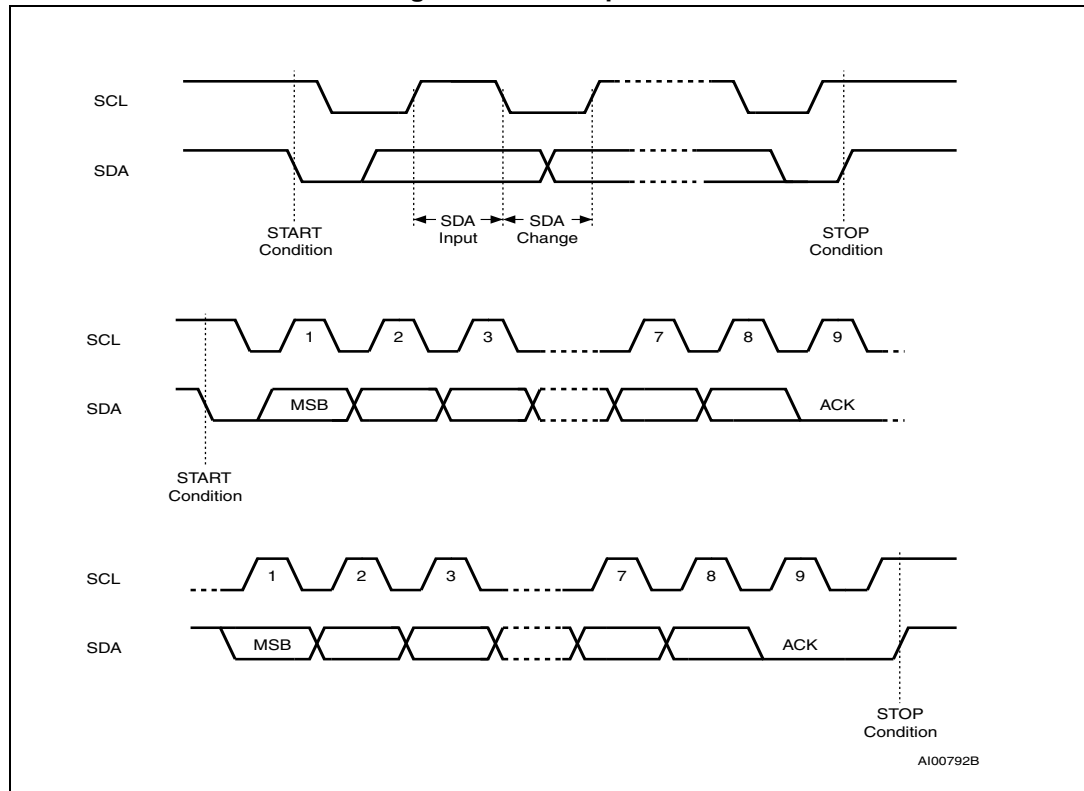 SCL
SDA
START
Condition
SDA
Input
SDA
Change
STOP
Condition
SCL
1 2 3 7 8 9
SDA
MSB ACK
START
Condition
SCL
1 2 3 7 8 9
SDA
MSB ACK
STOP
Condition
AI00792B